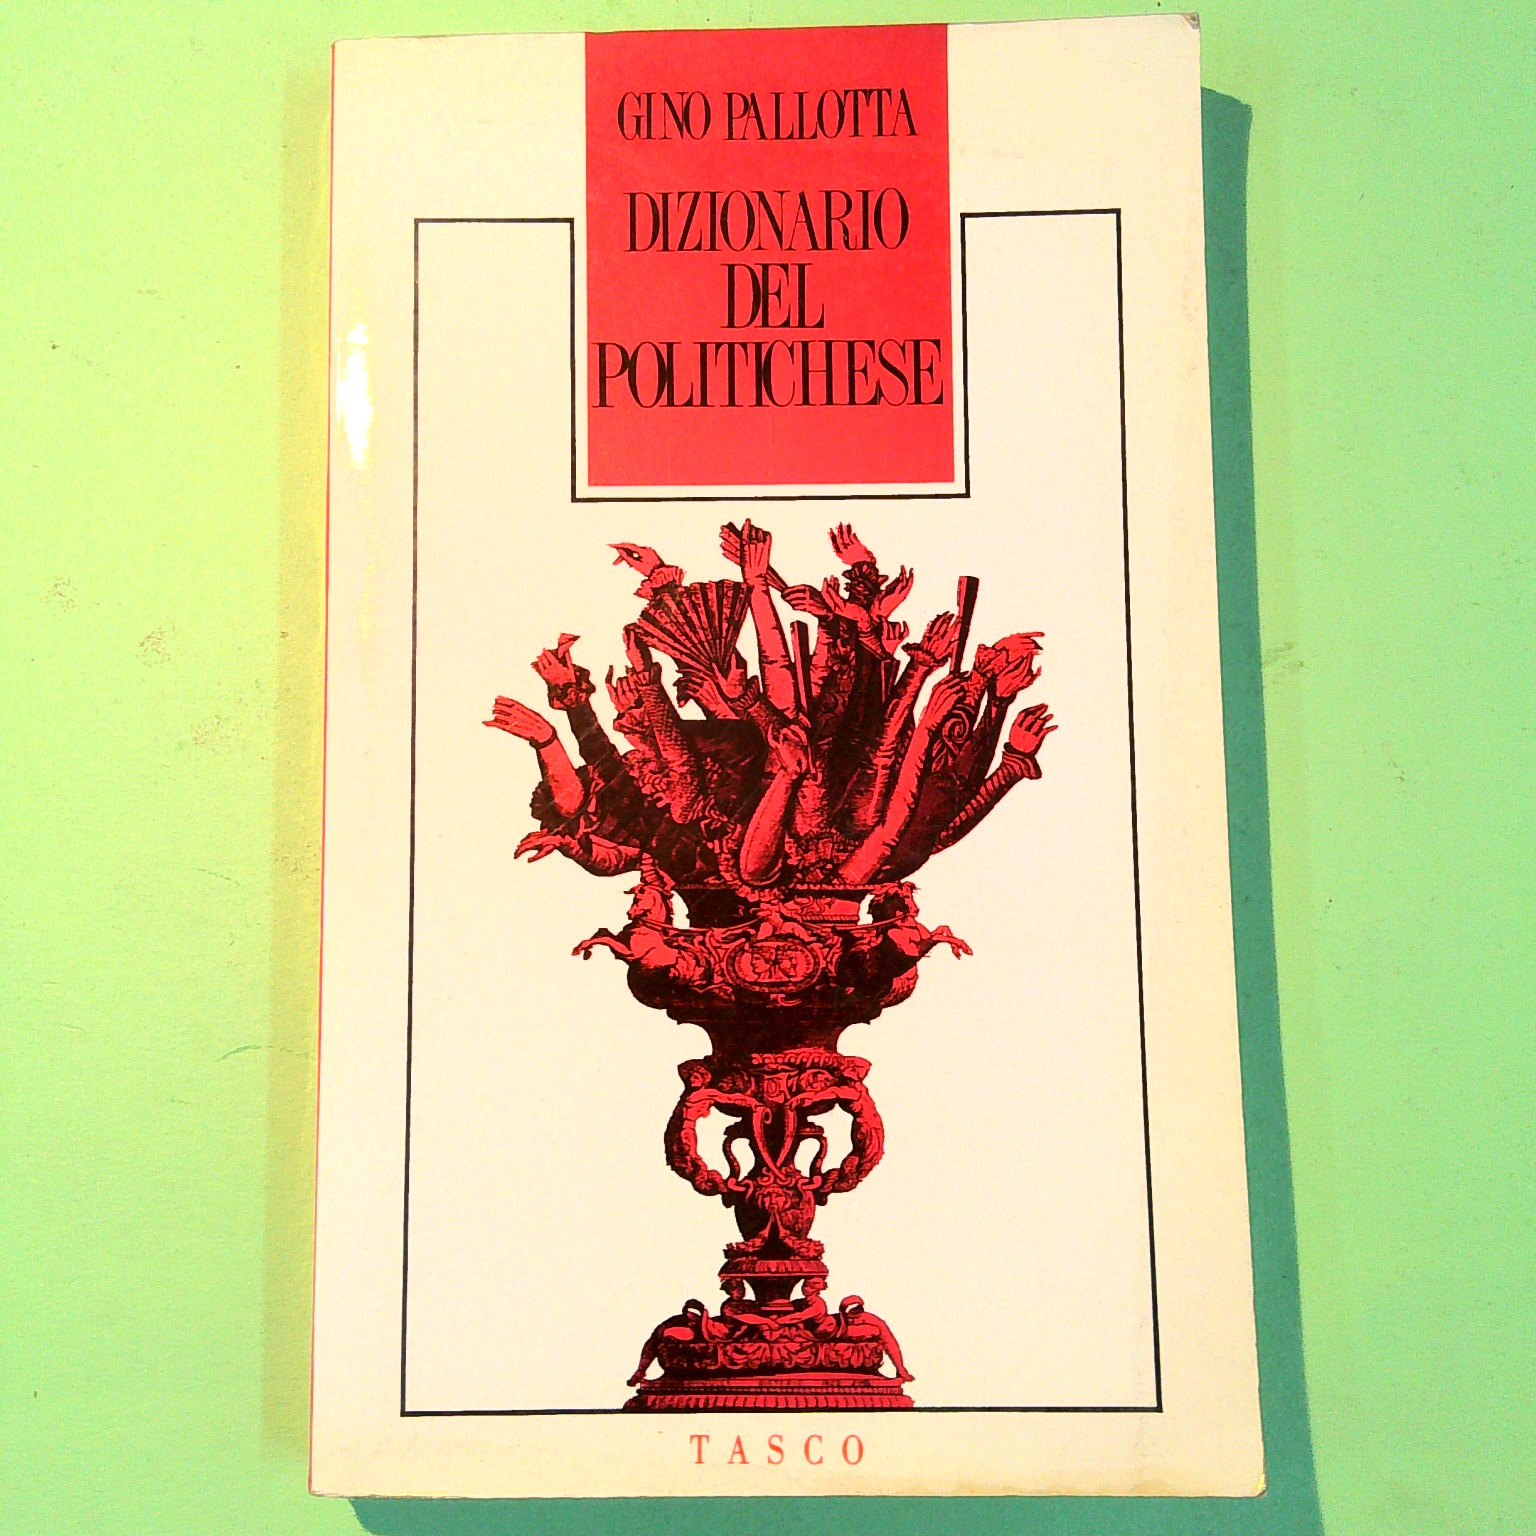 GINO PALLOTTA
DIZIONARIO
DEL
POLITICHESE
TASCO